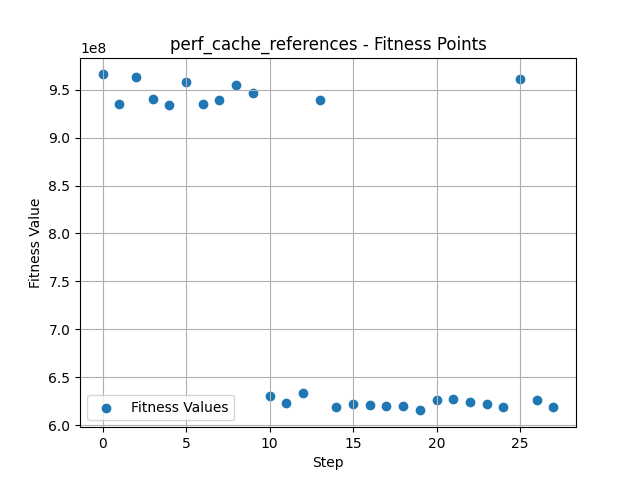 perf_cache_references - Fitness Points
1e8
9.5
9.0
8.5
8.0
7.5
7.0
6.5
6.0
Fitness Value
Fitness Values
0 5 10 15 20 25
Step